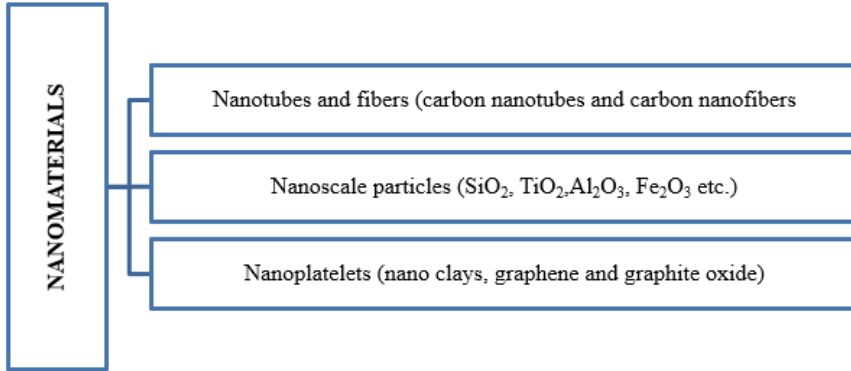 NANOMATERIALS
Nanotubes and fibers (carbon nanotubes and carbon nanofibers
Nanoscale particles (SiO₂, TiO₂,Al₂O₃, Fe₂O₃ etc.)
Nanoplatelets (nano clays, graphene and graphite oxide)